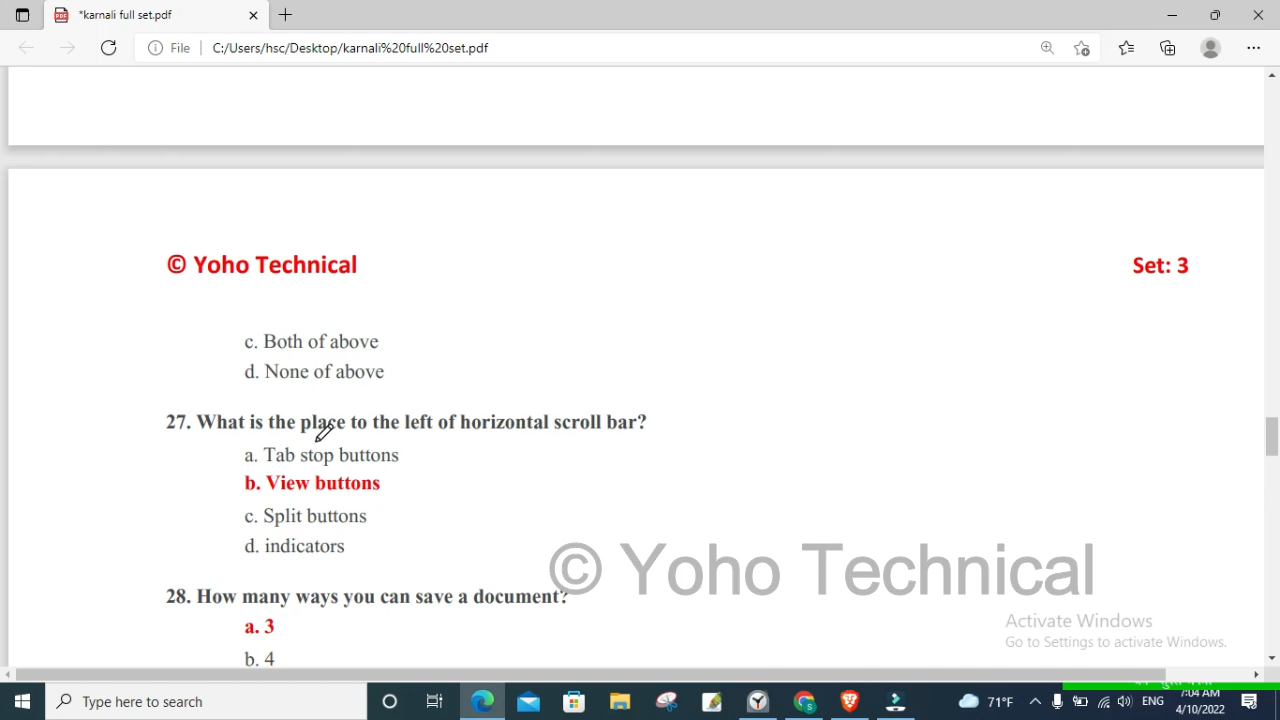 *karnali full set.pdf
File
C:/Users/hsc/Desktop/karnali%20full%20set.pdf
© Yoho Technical
Set: 3
c. Both of above
d. None of above
27. What is the place to the left of horizontal scroll bar?
a. Tab stop buttons
b. View buttons
c. Split buttons
d. indicators
© Yoho Technical
28. How many ways you can save a document?
a. 3
b. 4
Activate Windows
Go to Settings to activate Windows.
Type here to search
71°F
ENG
7:04 AM
4/10/2022